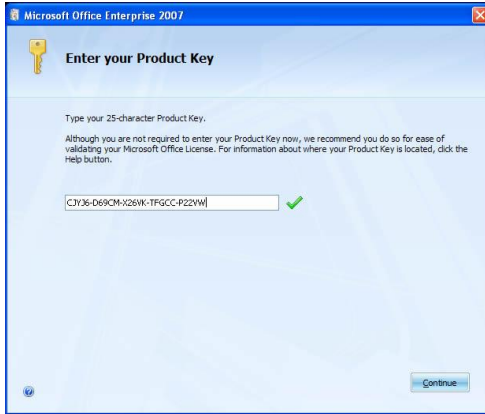 Microsoft Office Enterprise 2007
Enter your Product Key
Type your 25-character Product Key.
Although you are not required to enter your Product Key now, we recommend you do so for ease of
validating your Microsoft Office License. For information about where your Product Key is located, click the
Help button.
Continue